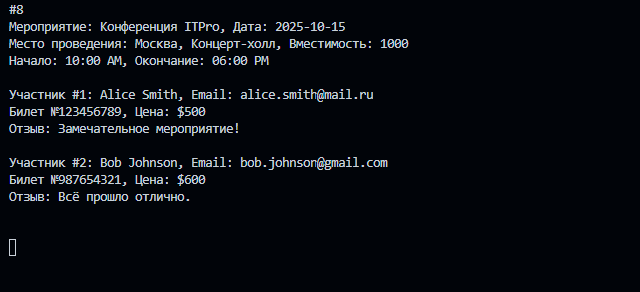 #8
Мероприятие: Конференция ITPro, Дата: 2025-10-15
Место проведения: Москва, Концерт-холл, Вместимость: 1000
Начало: 10:00 AM, Окончание: 06:00 PM
Участник #1: Alice Smith, Email: alice.smith@mail.ru
Билет №123456789, Цена: $500
Отзыв: Замечательное мероприятие!
Участник #2: Bob Johnson, Email: bob.johnson@gmail.com
Билет №987654321, Цена: $600
Отзыв: Всё прошло отлично.